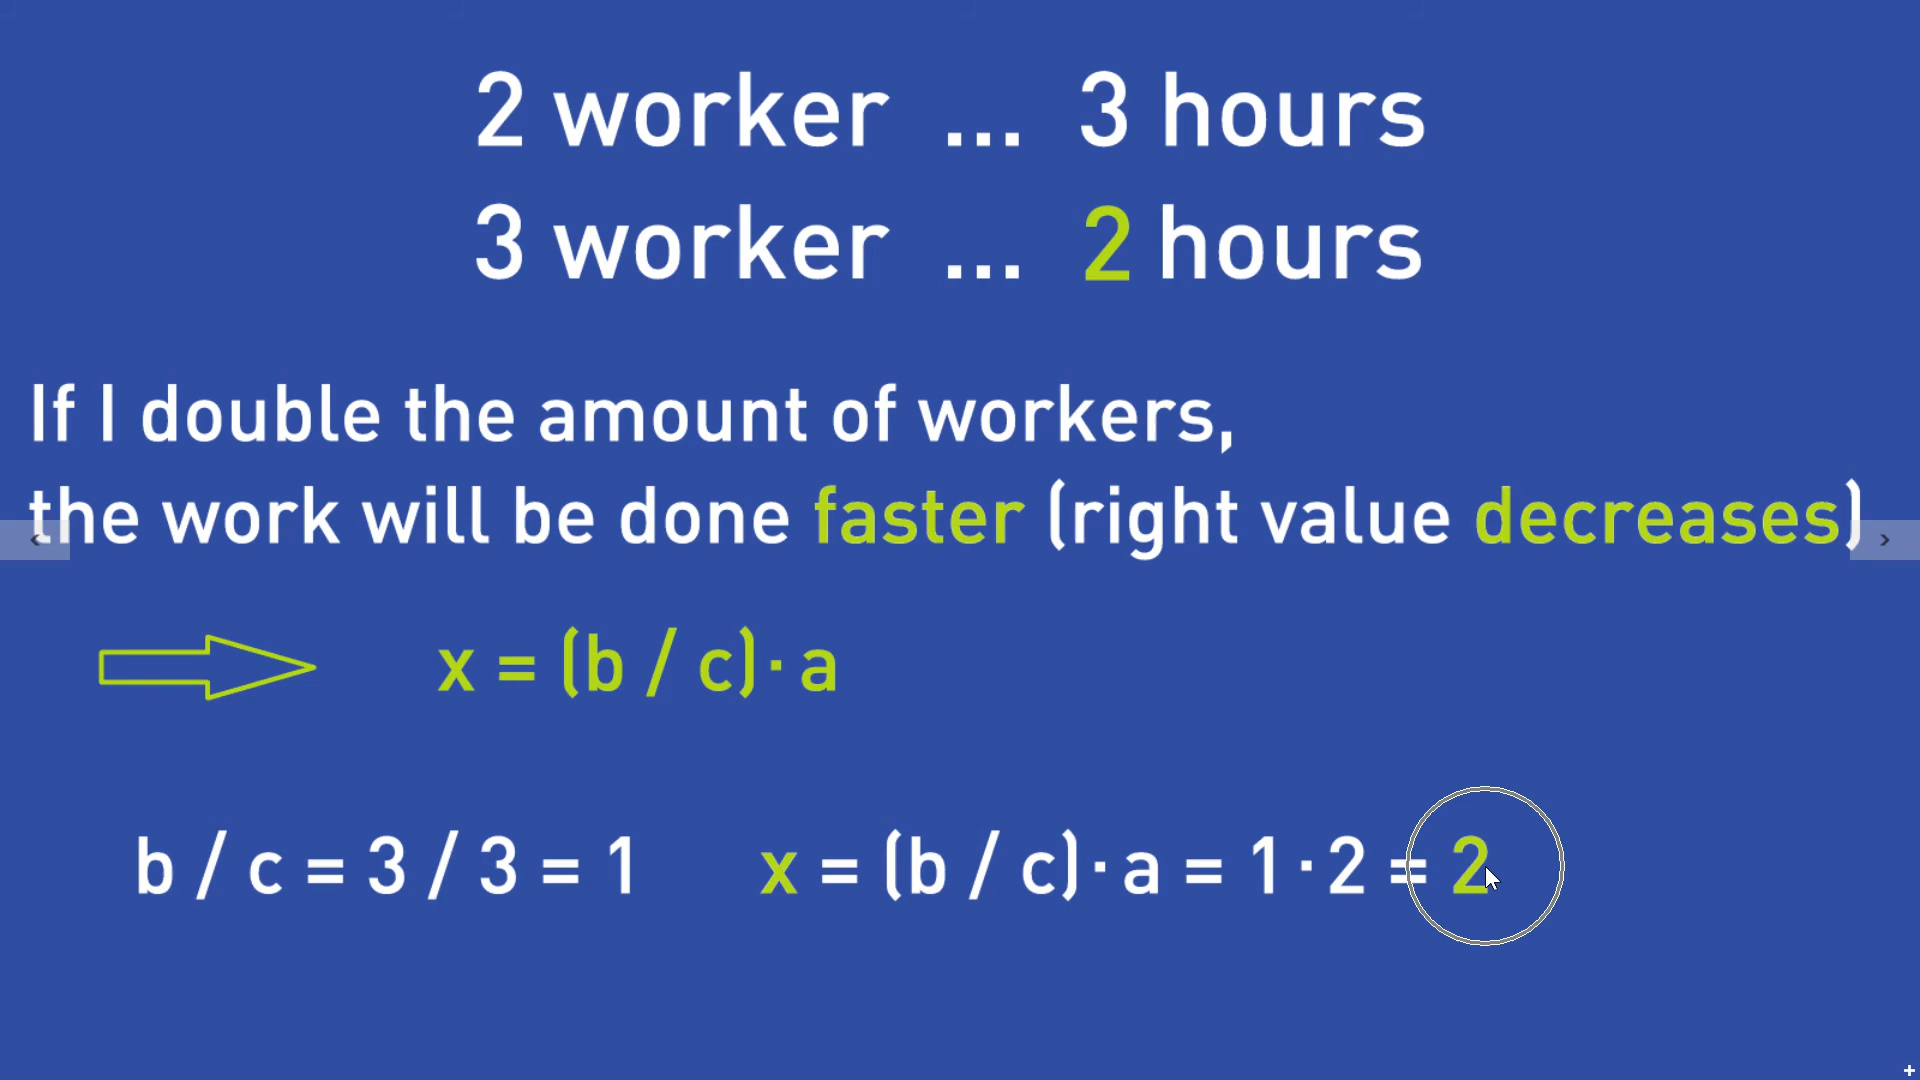 2 worker ... 3 hours
3 worker ... 2 hours
If I double the amount of workers,
the work will be done faster (right value decreases)
x = (b / c) · a
b / c = 3 / 3 = 1 x = (b / c) · a = 1 · 2 = 2